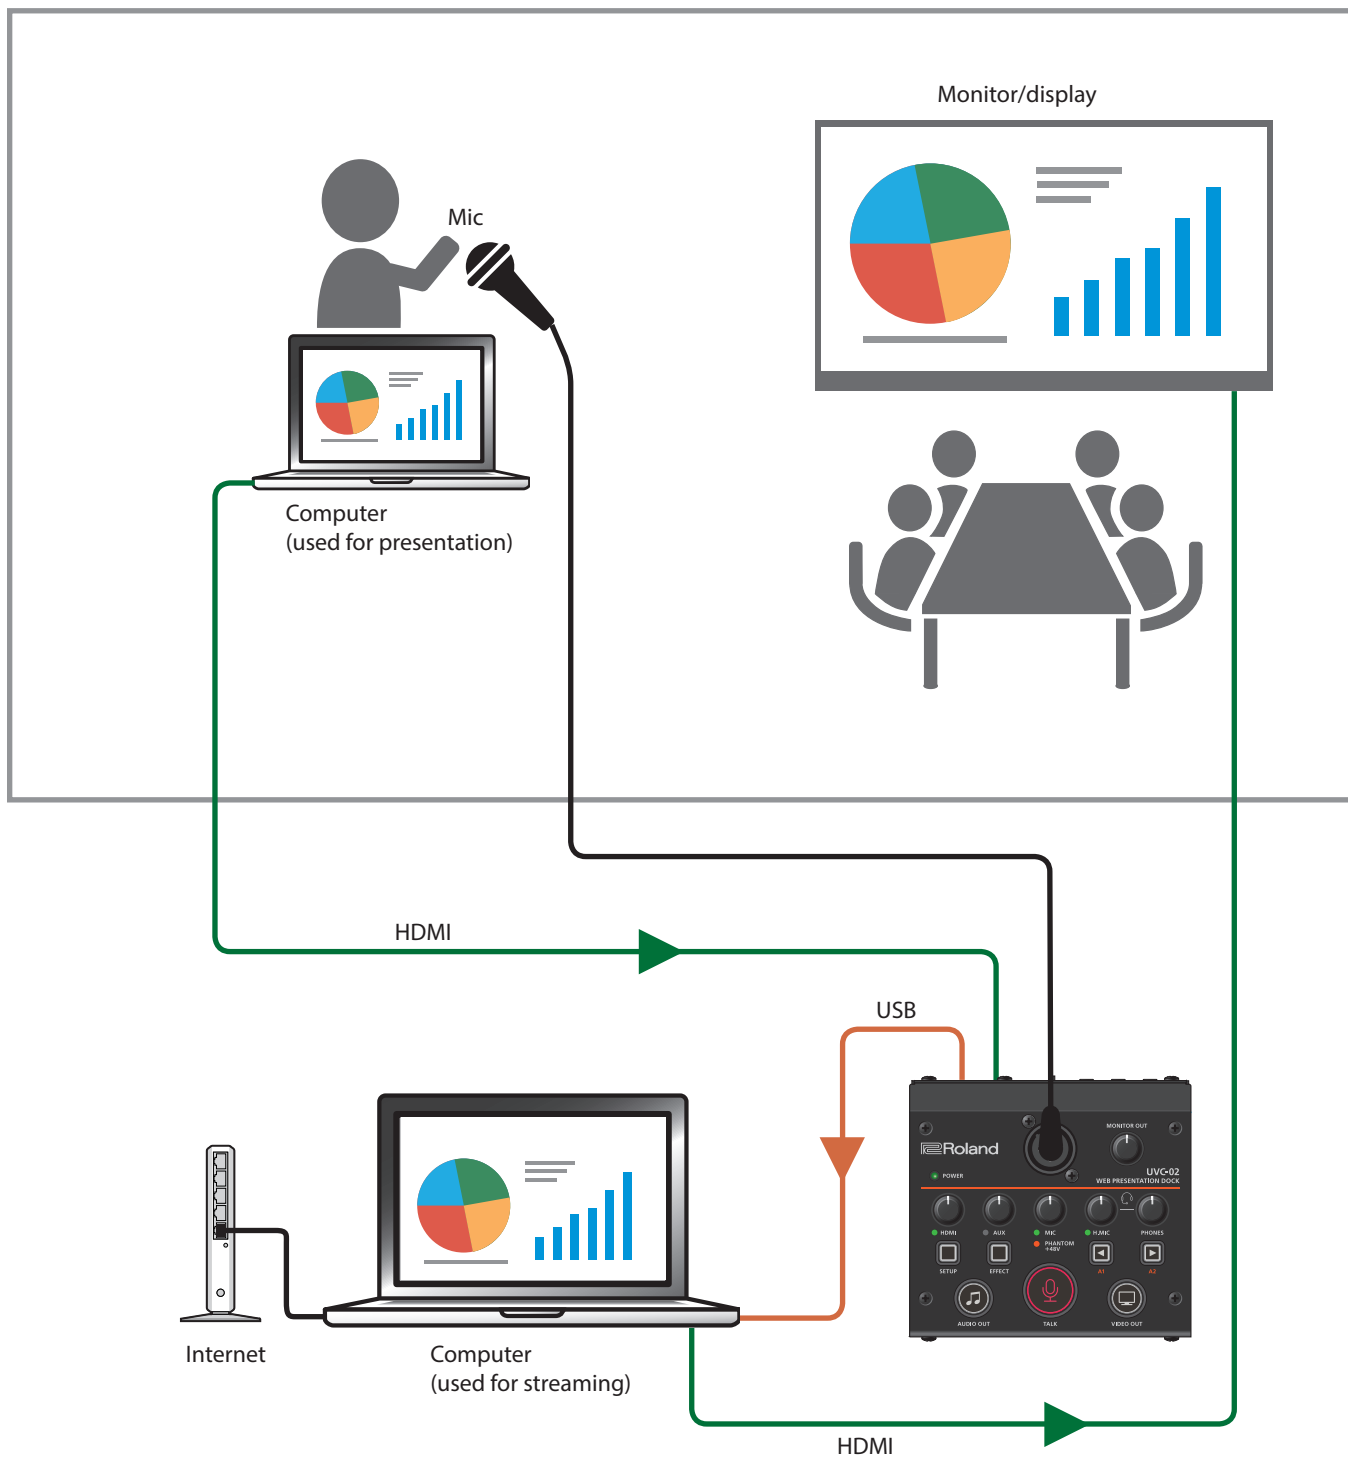 Monitor/display
Mic
Computer
(used for presentation)
HDMI
USB
MONITOR OUT
Roland
POWER
UVC-02
WEB PRESENTATION DOCK
HDMI
AUX
MIC
H.MIC
PHONES
PHANTOM
+48V
SETUP
EFFECT
A1
A2
AUDIO OUT
TALK
VIDEO OUT
Internet
Computer
(used for streaming)
HDMI